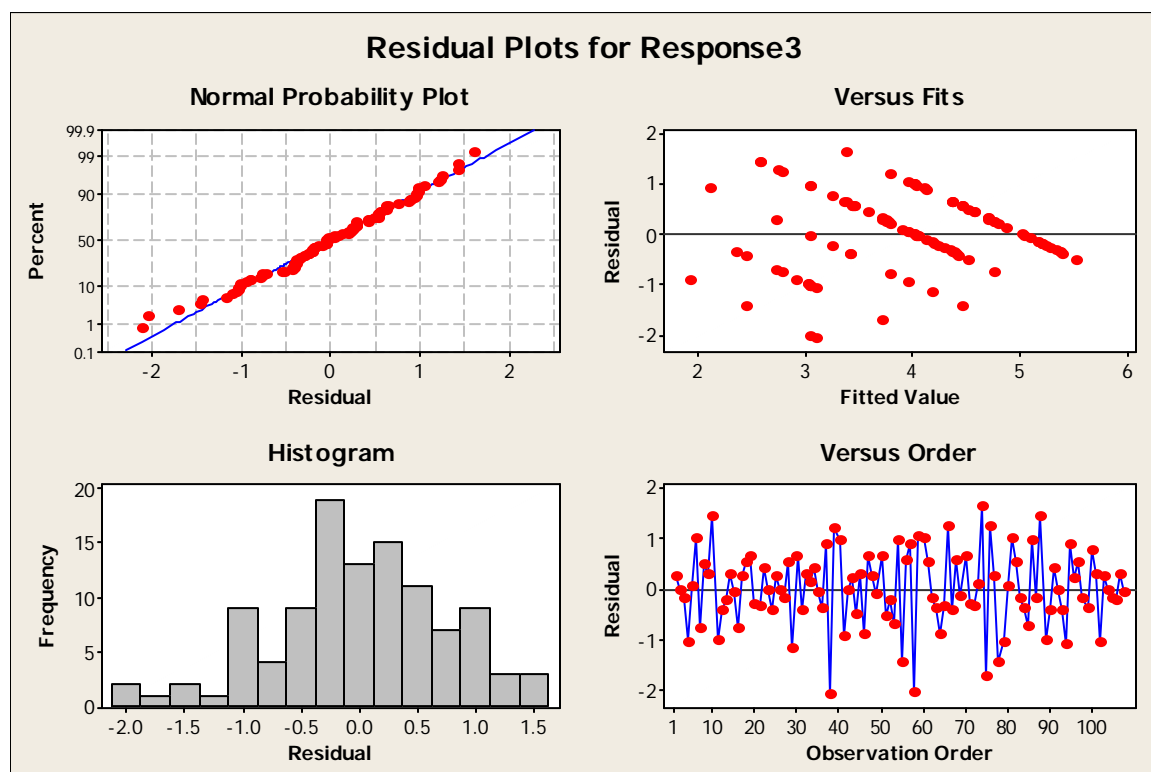 Residual Plots for Response3
Normal Probability Plot
99.9
99
90
50
10
1
0.1
Percent
-2 -1 0 1 2
Residual
Versus Fits
2
1
0
-1
-2
Residual
2 3 4 5 6
Fitted Value
Histogram
20
15
10
5
0
Frequency
-2.0 -1.5 -1.0 -0.5 0.0 0.5 1.0 1.5
Residual
Versus Order
2
1
0
-1
-2
Residual
1 10 20 30 40 50 60 70 80 90 100
Observation Order